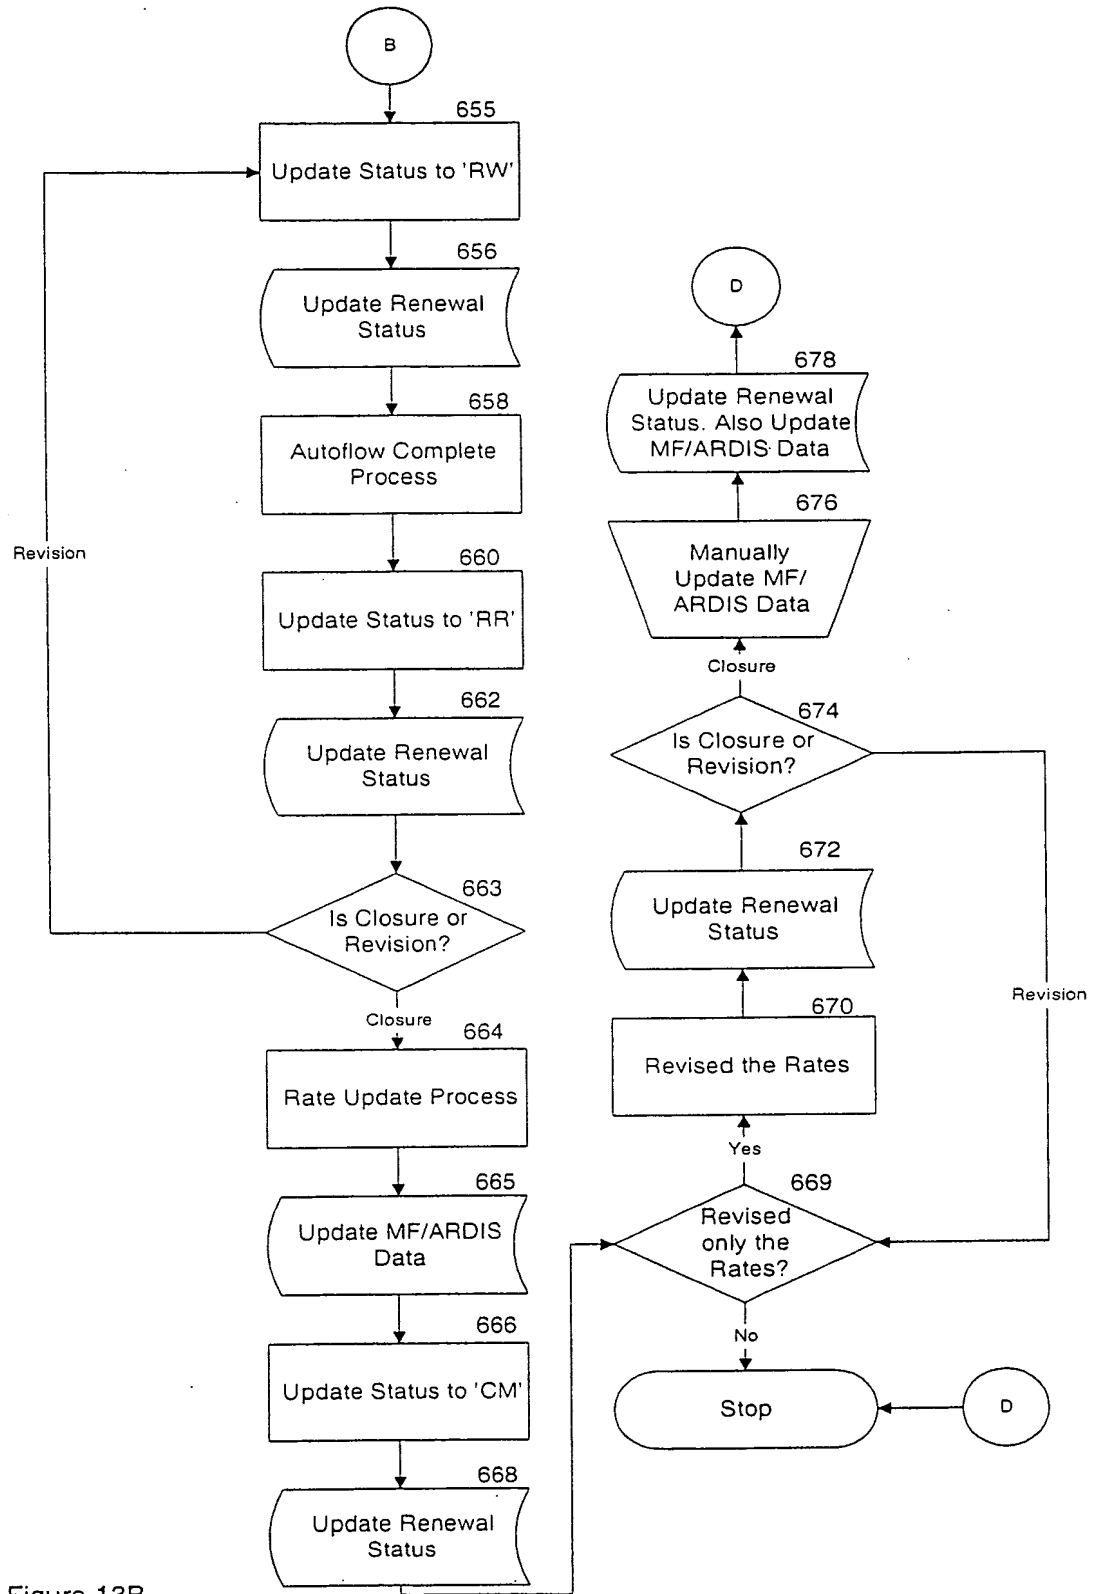 B
655
Update Status to 'RW'
656
Update Renewal
Status
658
Autoflow Complete
Process
660
Update Status to 'RR'
662
Update Renewal
Status
663
Is Closure or
Revision?
Revision
Closure
664
Rate Update Process
665
Update MF/ARDIS
Data
666
Update Status to 'CM'
668
Update Renewal
Status
D
678
Update Renewal
Status. Also Update
MF/ARDIS Data
676
Manually
Update MF/
ARDIS Data
Closure
674
Is Closure or
Revision?
672
Update Renewal
Status
Revision
670
Revised the Rates
Yes
669
Revised
only the
Rates?
No
Stop
D
Figure 13B